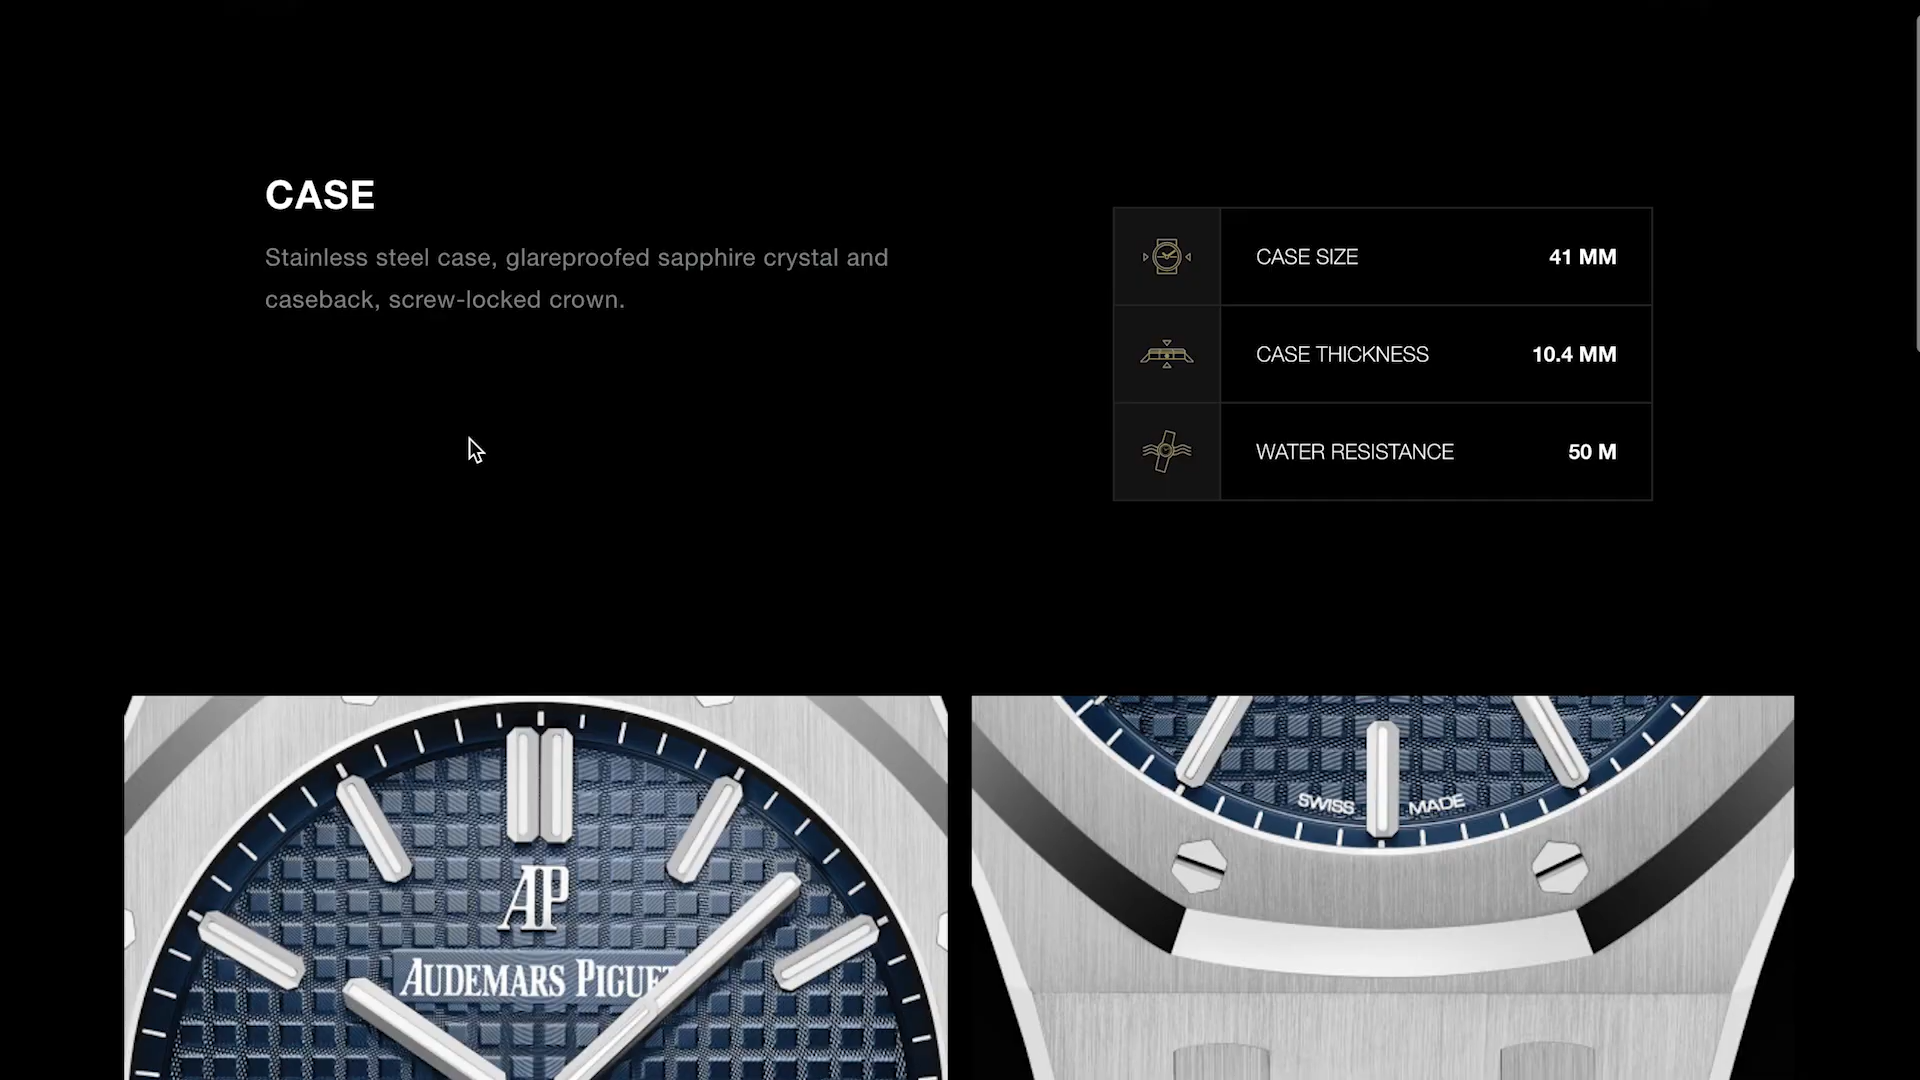 CASE
Stainless steel case, glareproofed sapphire crystal and
caseback, screw-locked crown.
CASE SIZE 41 MM
CASE THICKNESS 10.4 MM
WATER RESISTANCE 50 M
AP
AUDEMARS PIGUET
SWISS MADE